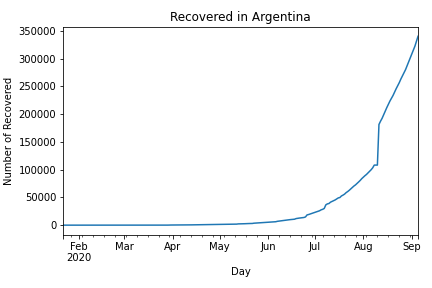 Recovered in Argentina
Number of Recovered
350000
300000
250000
200000
150000
100000
50000
0
Feb Mar Apr May Jun Jul Aug Sep
2020
Day